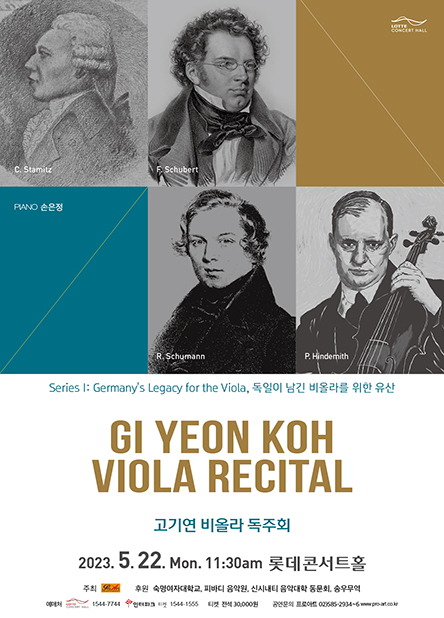 LOTTE
CONCERT HALL
C. Stamitz
F. Schubert
PIANO 손은정
R. Schumann
P. Hindemith
Series I: Germany's Legacy for the Viola, 독일이 남긴 비올라를 위한 유산
GI YEON KOH
VIOLA RECITAL
고기연 비올라 독주회
2023. 5. 22. Mon. 11:30am 롯데콘서트홀
주최 후원 숙명여자대학교, 피바디 음악원, 신시내티 음악대학 동문회, 송우무역
예매처 LOTTE CONCERT HALL 1544-7744 인터파크 티켓 1544-1555 티켓 전석 30,000원 공연문의 프로아트 02)585-2934~6 www.pro-art.co.kr